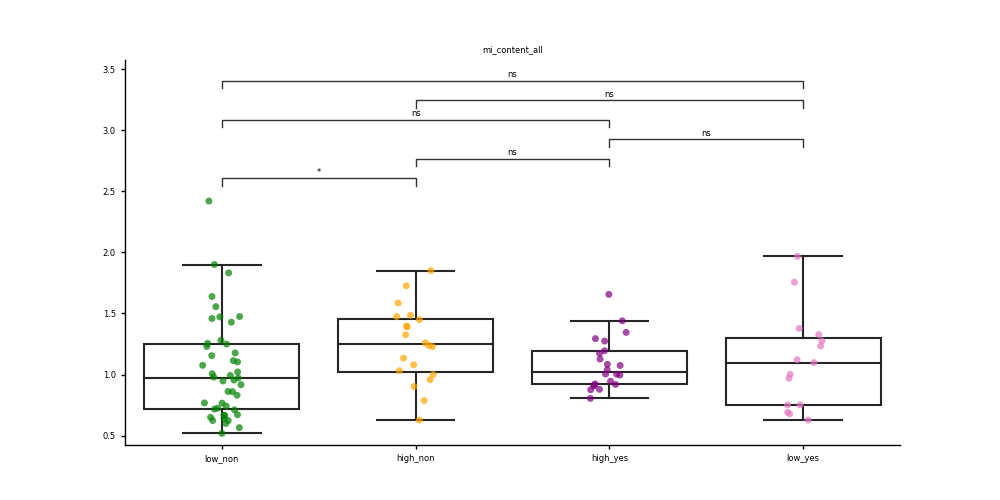 mi_content_all
3.5
3.0
2.5
2.0
1.5
1.0
0.5
ns
ns
ns
ns
ns
*
low_non
high_non
high_yes
low_yes